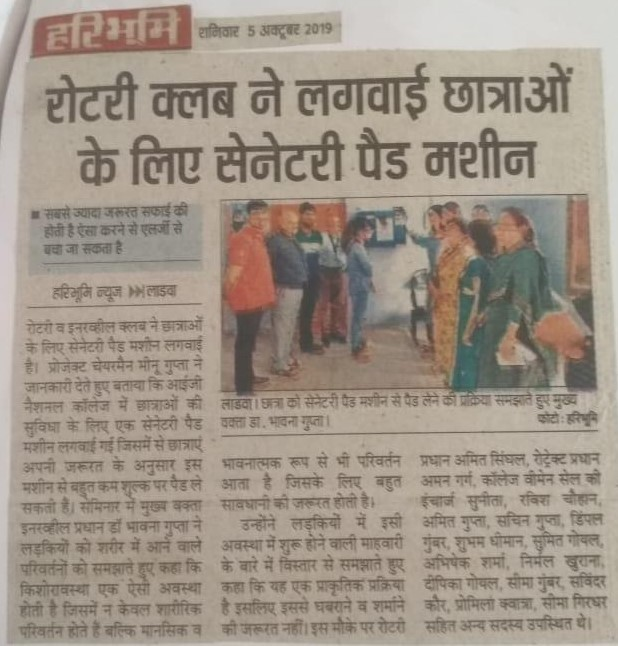 हरिभूमि
शनिवार 5 अक्टूबर 2019
रोटरी क्लब ने लगवाई छात्राओं
के लिए सेनेटरी पैड मशीन
■ सबसे ज्यादा जरूरत सफाई की
होती है ऐसा करने से एलर्जी से
बचा जा सकता है
हरिभूमि न्यूज ▶▶ लाडवा
रोटरी व इनरव्हील क्लब ने छात्राओं
के लिए सेनेटरी पैड मशीन लगवाई
है। प्रोजेक्ट चेयरमैन मीनू गुप्ता ने
जानकारी देते हुए बताया कि आईजी
नैशनल कॉलेज में छात्राओं की
सुविधा के लिए एक सेनेटरी पैड
मशीन लगवाई गई जिसमें से छात्राएं
अपनी जरूरत के अनुसार इस
मशीन से बहुत कम शुल्क पर पैड ले
सकती हैं। सेमिनार में मुख्य वक्ता
इनरव्हील प्रधान डॉ भावना गुप्ता ने
लड़कियों को शरीर में आने वाले
परिवर्तनों को समझाते हुए कहा कि
किशोरावस्था एक ऐसी अवस्था
होती है जिसमें न केवल शारीरिक
परिवर्तन होते हैं बल्कि मानसिक व
लाडवा। छात्रा को सेनेटरी पैड मशीन से पैड लेने की प्रक्रिया समझाते हुए मुख्य
वक्ता डा. भावना गुप्ता।
फोटो: हरिभूमि
भावनात्मक रूप से भी परिवर्तन
आता है जिसके लिए बहुत
सावधानी की जरूरत होती है।
उन्होंने लड़कियों में इसी
अवस्था में शुरू होने वाली माहवारी
के बारे में विस्तार से समझाते हुए
कहा कि यह एक प्राकृतिक प्रक्रिया
है इसलिए इससे घबराने व शर्माने
की जरूरत नहीं। इस मौके पर रोटरी
प्रधान अमित सिंघल, रोट्रेक्ट प्रधान
अमन गर्ग, कॉलेज वीमेन सेल की
इंचार्ज सुनीता, रविश चौहान,
अमित गुप्ता, सचिन गुप्ता, डिंपल
गुंबर, शुभम धीमान, सुमित गोयल,
अभिषेक शर्मा, निर्मल खुराना,
दीपिका गोयल, सीमा गुंबर, सविंदर
कौर, प्रोमिला क्वात्रा, सीमा गिरधर
सहित अन्य सदस्य उपस्थित थे।